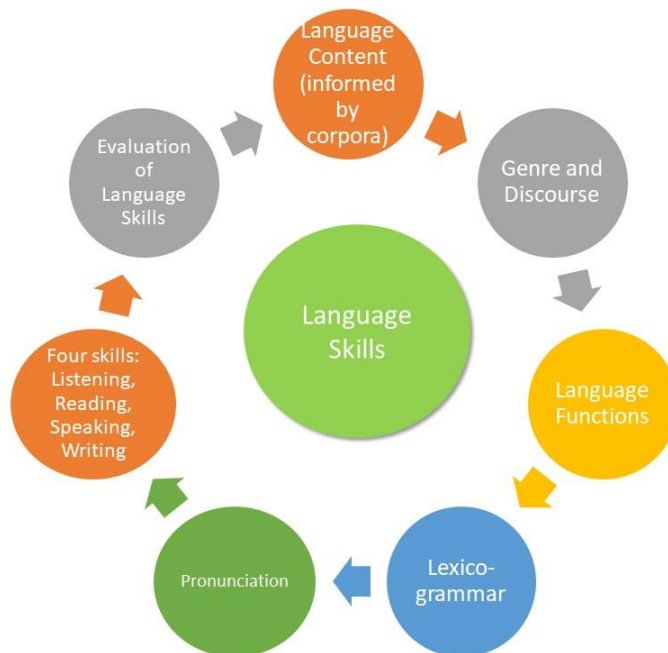 Language
Content
(informed
by
corpora)
Genre and
Discourse
Language
Functions
Lexico-
grammar
Pronunciation
Four skills:
Listening,
Reading,
Speaking,
Writing
Evaluation
of
Language
Skills
Language
Skills